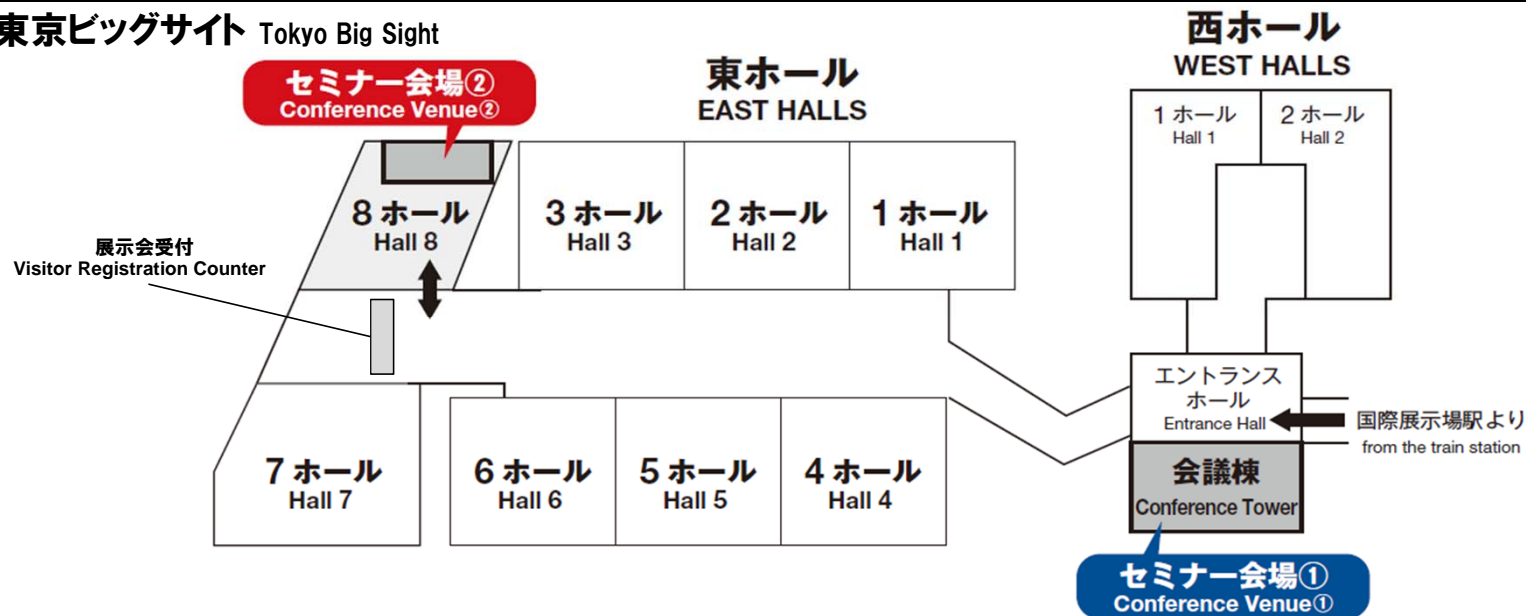 東京ビッグサイト Tokyo Big Sight
セミナー会場②
Conference Venue②
東ホール
EAST HALLS
西ホール
WEST HALLS
1 ホール
Hall 1
2 ホール
Hall 2
8 ホール
Hall 8
3 ホール
Hall 3
2 ホール
Hall 2
1 ホール
Hall 1
展示会受付
Visitor Registration Counter
エントランス
ホール
Entrance Hall
国際展示場駅より
from the train station
7 ホール
Hall 7
6 ホール
Hall 6
5 ホール
Hall 5
4 ホール
Hall 4
会議棟
Conference Tower
セミナー会場①
Conference Venue①